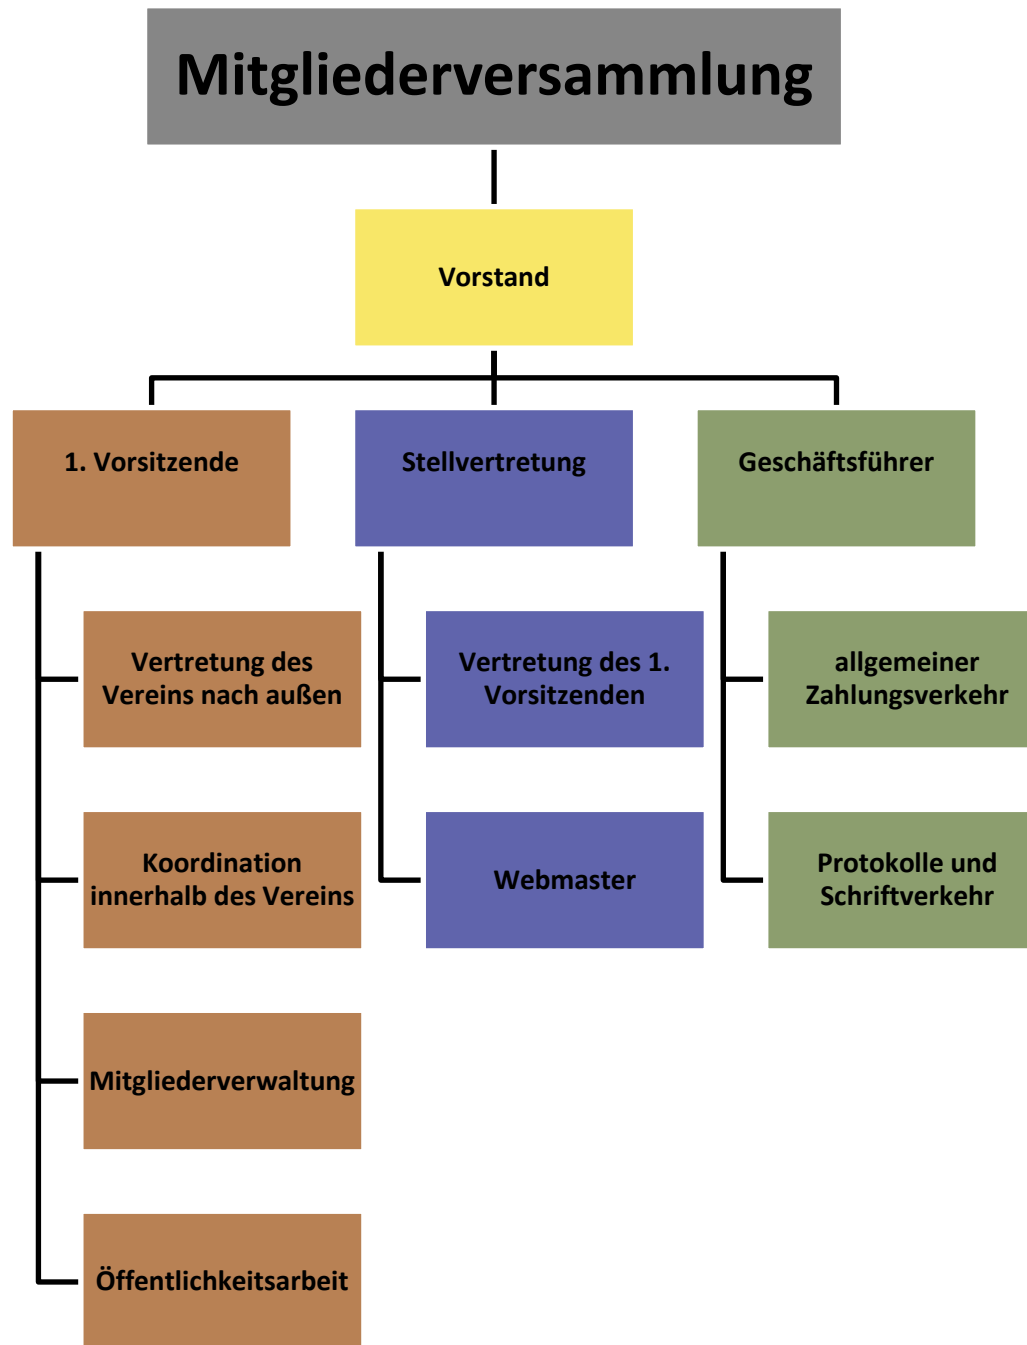 Mitgliederversammlung
Vorstand
1. Vorsitzende
Stellvertretung
Geschäftsführer
Vertretung des
Vereins nach außen
Vertretung des 1.
Vorsitzenden
allgemeiner
Zahlungsverkehr
Koordination
innerhalb des Vereins
Webmaster
Protokolle und
Schriftverkehr
Mitgliederverwaltung
Öffentlichkeitsarbeit